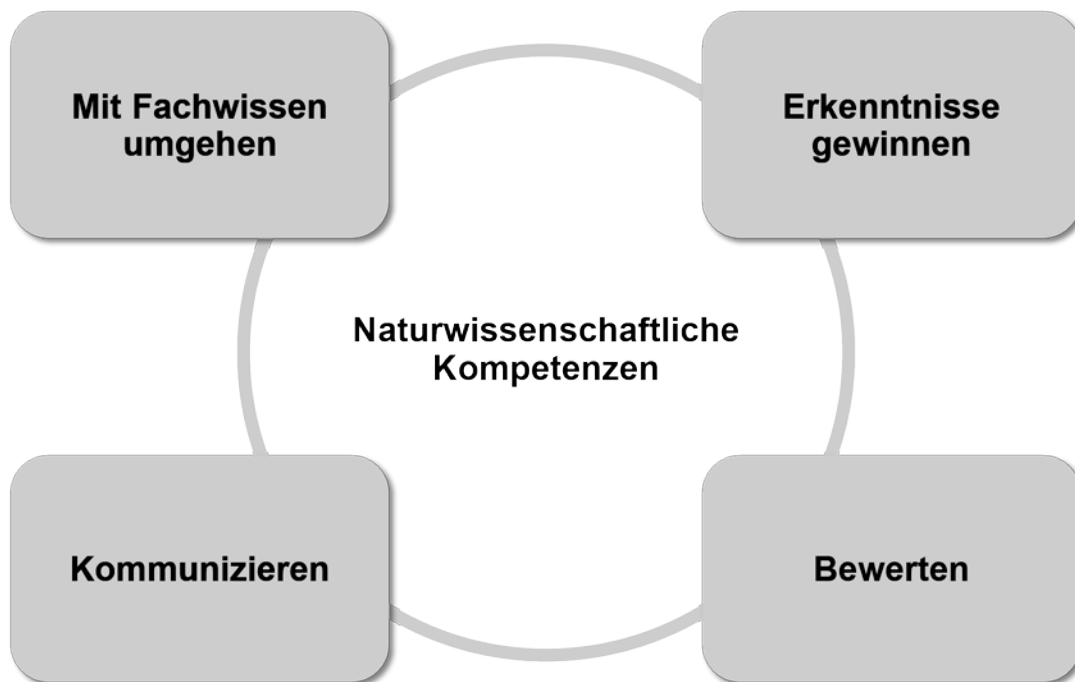 Mit Fachwissen
umgehen
Erkenntnisse
gewinnen
Naturwissenschaftliche
Kompetenzen
Kommunizieren
Bewerten